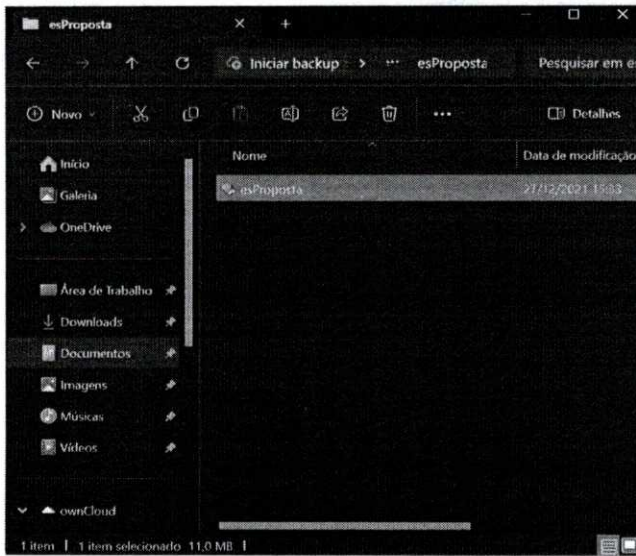 esProposta
Iniciar backup > ··· esProposta Pesquisar em es
Novo ··· Detalhes
Nome Data de modificação
esProposta 27/12/2021 15:33
Início
Galeria
OneDrive
Área de Trabalho
Downloads
Documentos
Imagens
Músicas
Vídeos
ownCloud
1 item 1 item selecionado 11,0 MB